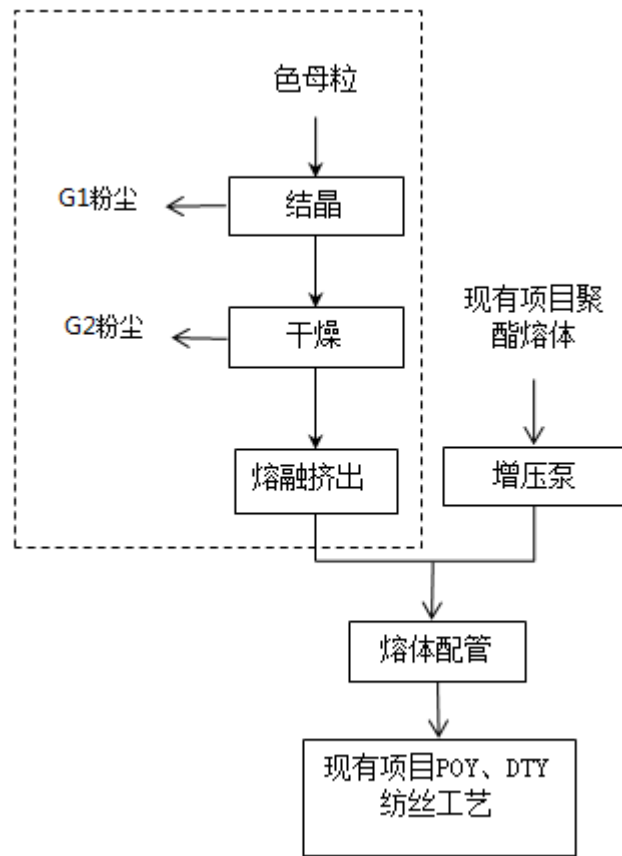 色母粒
G1粉尘
结晶
现有项目聚
酯熔体
G2粉尘
干燥
熔融挤出
增压泵
熔体配管
现有项目POY、DTY
纺丝工艺